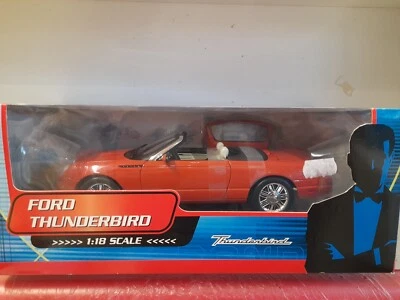 FORD
THUNDERBIRD
>>>>> 1:18 SCALE <<<<<
Thunderbird